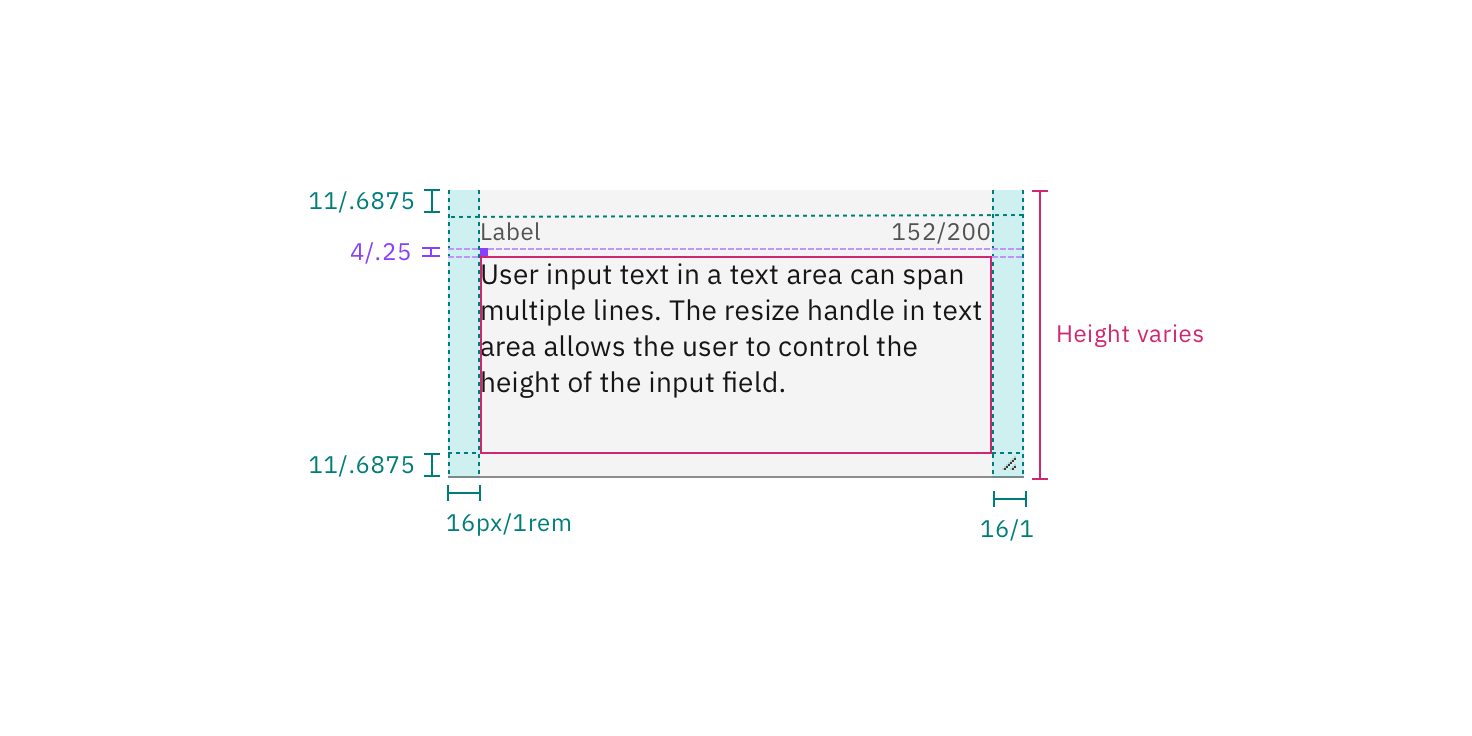 11/.6875
Label 152/200
4/.25
User input text in a text area can span
multiple lines. The resize handle in text
area allows the user to control the
height of the input field.
Height varies
11/.6875
16px/1rem
16/1